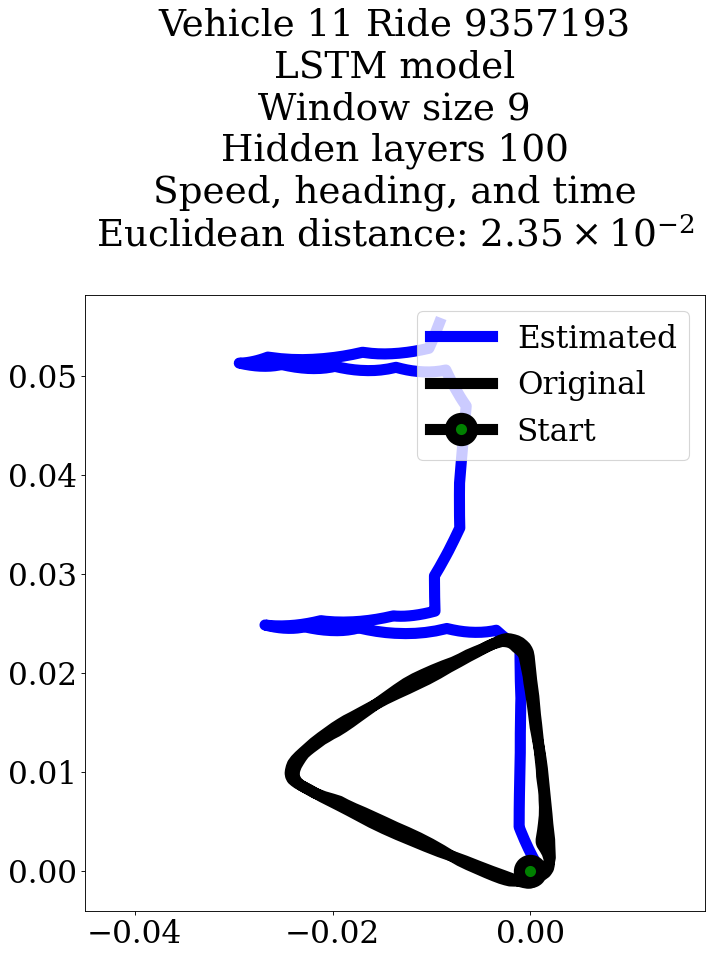 Vehicle 11 Ride 9357193
LSTM model
Window size 9
Hidden layers 100
Speed, heading, and time
Euclidean distance: 2.35 × 10⁻²
Estimated
Original
Start
0.05
0.04
0.03
0.02
0.01
0.00
−0.04 −0.02 0.00